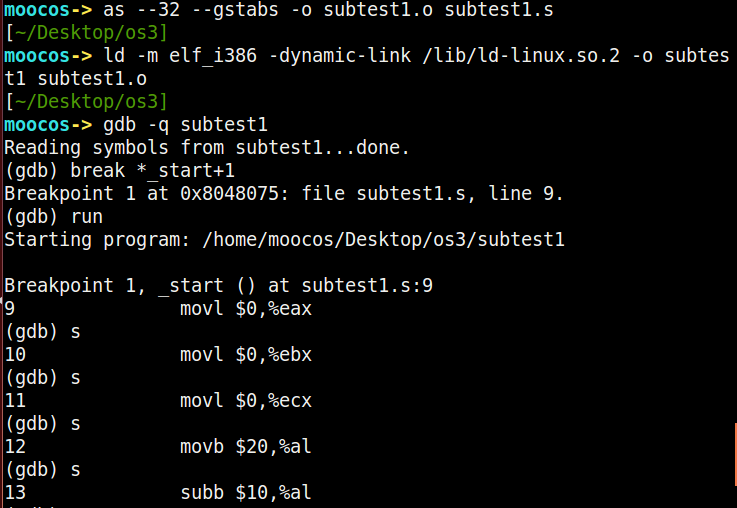 moocos-> as --32 --gstabs -o subtest1.o subtest1.s
[~/Desktop/os3]
moocos-> ld -m elf_i386 -dynamic-link /lib/ld-linux.so.2 -o subtes
t1 subtest1.o
[~/Desktop/os3]
moocos-> gdb -q subtest1
Reading symbols from subtest1...done.
(gdb) break *_start+1
Breakpoint 1 at 0x8048075: file subtest1.s, line 9.
(gdb) run
Starting program: /home/moocos/Desktop/os3/subtest1
Breakpoint 1, _start () at subtest1.s:9
9               movl $0,%eax
(gdb) s
10              movl $0,%ebx
(gdb) s
11              movl $0,%ecx
(gdb) s
12              movb $20,%al
(gdb) s
13              subb $10,%al